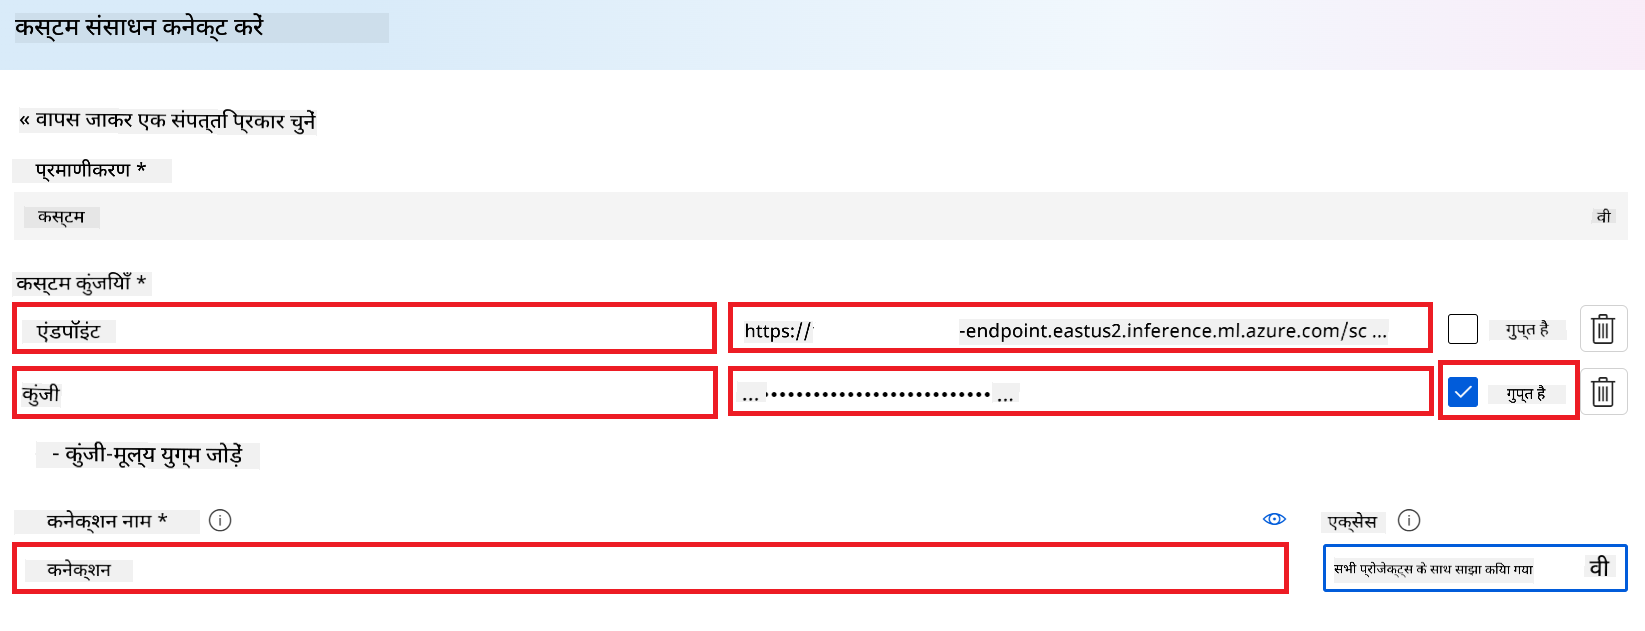 कस्टम संसाधन कनेक्ट करें
« वापस जाकर एक संपत्ति प्रकार चुनें
प्रमाणीकरण *
कस्टम वी
कस्टम कुंजियाँ *
एंडपॉइंट https:// -endpoint.eastus2.inference.ml.azure.com/sc ... गुप्त है
कुंजी ... •••••••••••••••••••••••••••• ... गुप्त है
- कुंजी-मूल्य युग्म जोड़ें
कनेक्शन नाम * एक्सेस
कनेक्शन सभी प्रोजेक्ट्स के साथ साझा किया गया वी